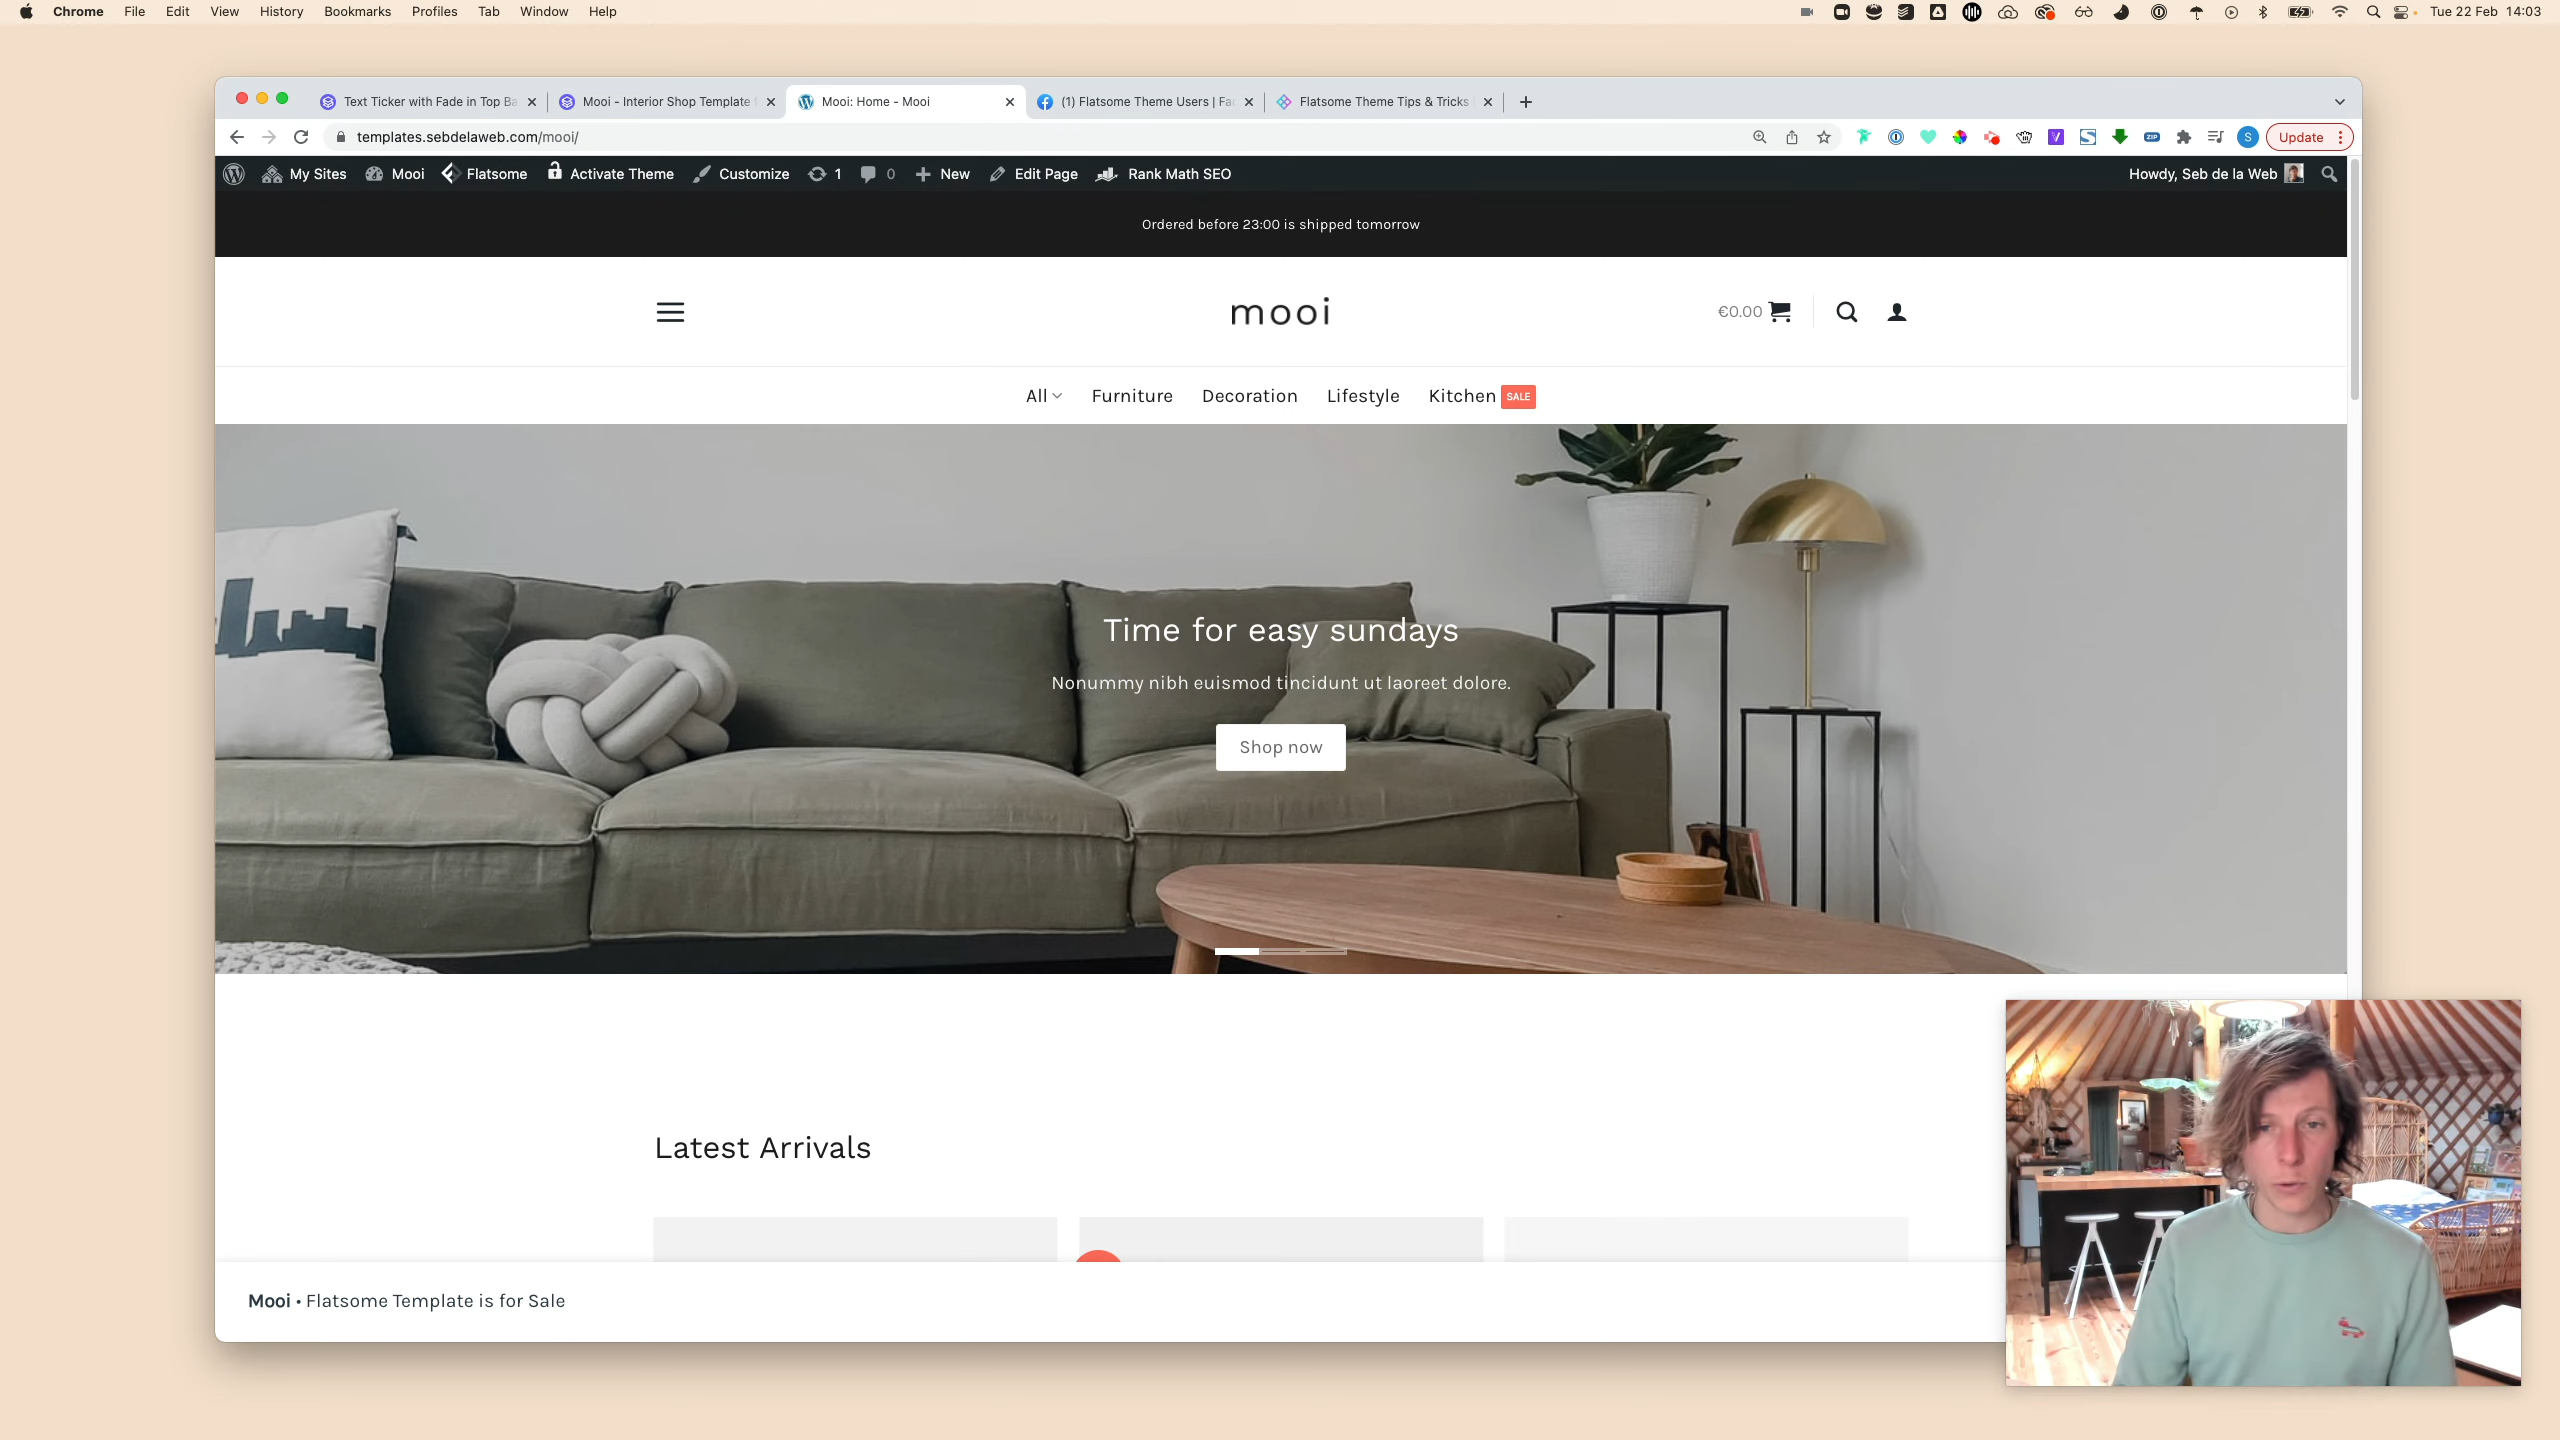 Chrome File Edit View History Bookmarks Profiles Tab Window Help
Tue 22 Feb 14:03
Text Ticker with Fade in Top Ba
Mooi - Interior Shop Template
Mooi: Home - Mooi
(1) Flatsome Theme Users | Fac
Flatsome Theme Tips & Tricks
templates.sebdelaweb.com/mooi/
ZIP
S
Update
My Sites Mooi Flatsome Activate Theme Customize 1 0 New Edit Page Rank Math SEO
Howdy, Seb de la Web
Ordered before 23:00 is shipped tomorrow
mooi
€0.00
All Furniture Decoration Lifestyle Kitchen SALE
Time for easy sundays
Nonummy nibh euismod tincidunt ut laoreet dolore.
Shop now
Latest Arrivals
Mooi • Flatsome Template is for Sale